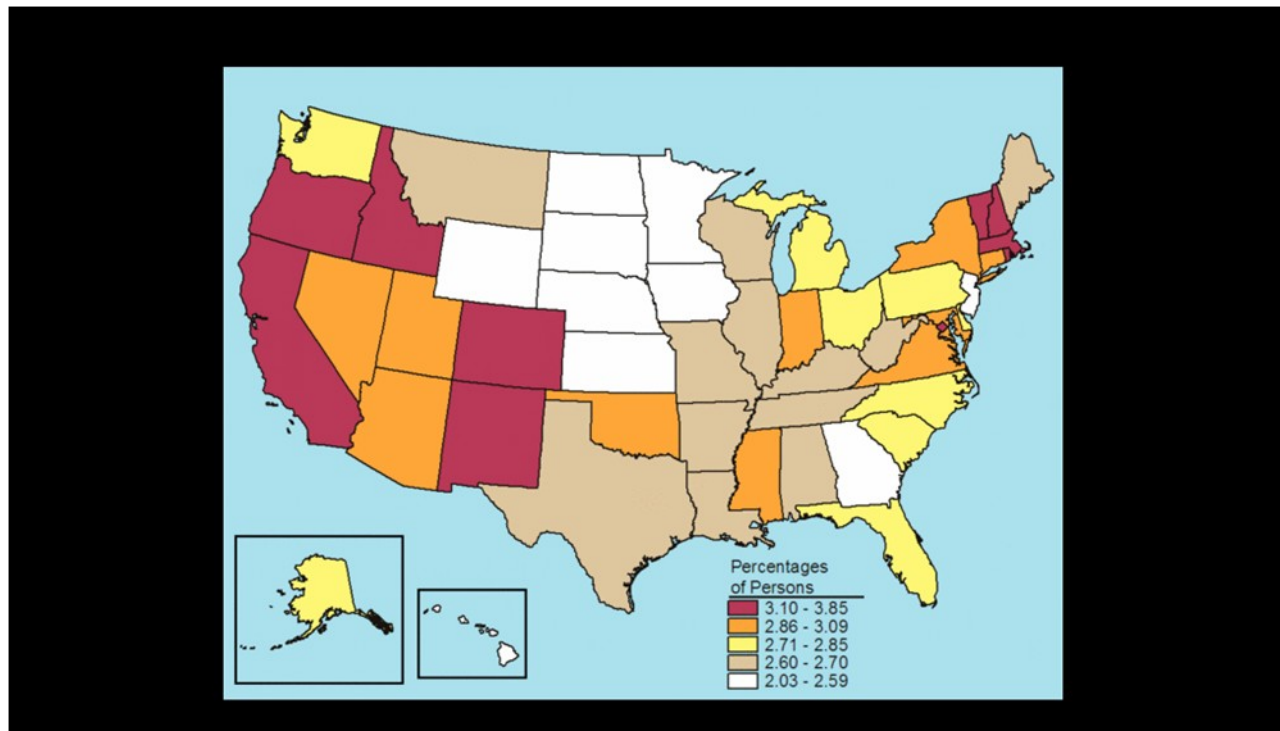 Percentages
of Persons
3.10 - 3.85
2.86 - 3.09
2.71 - 2.85
2.60 - 2.70
2.03 - 2.59